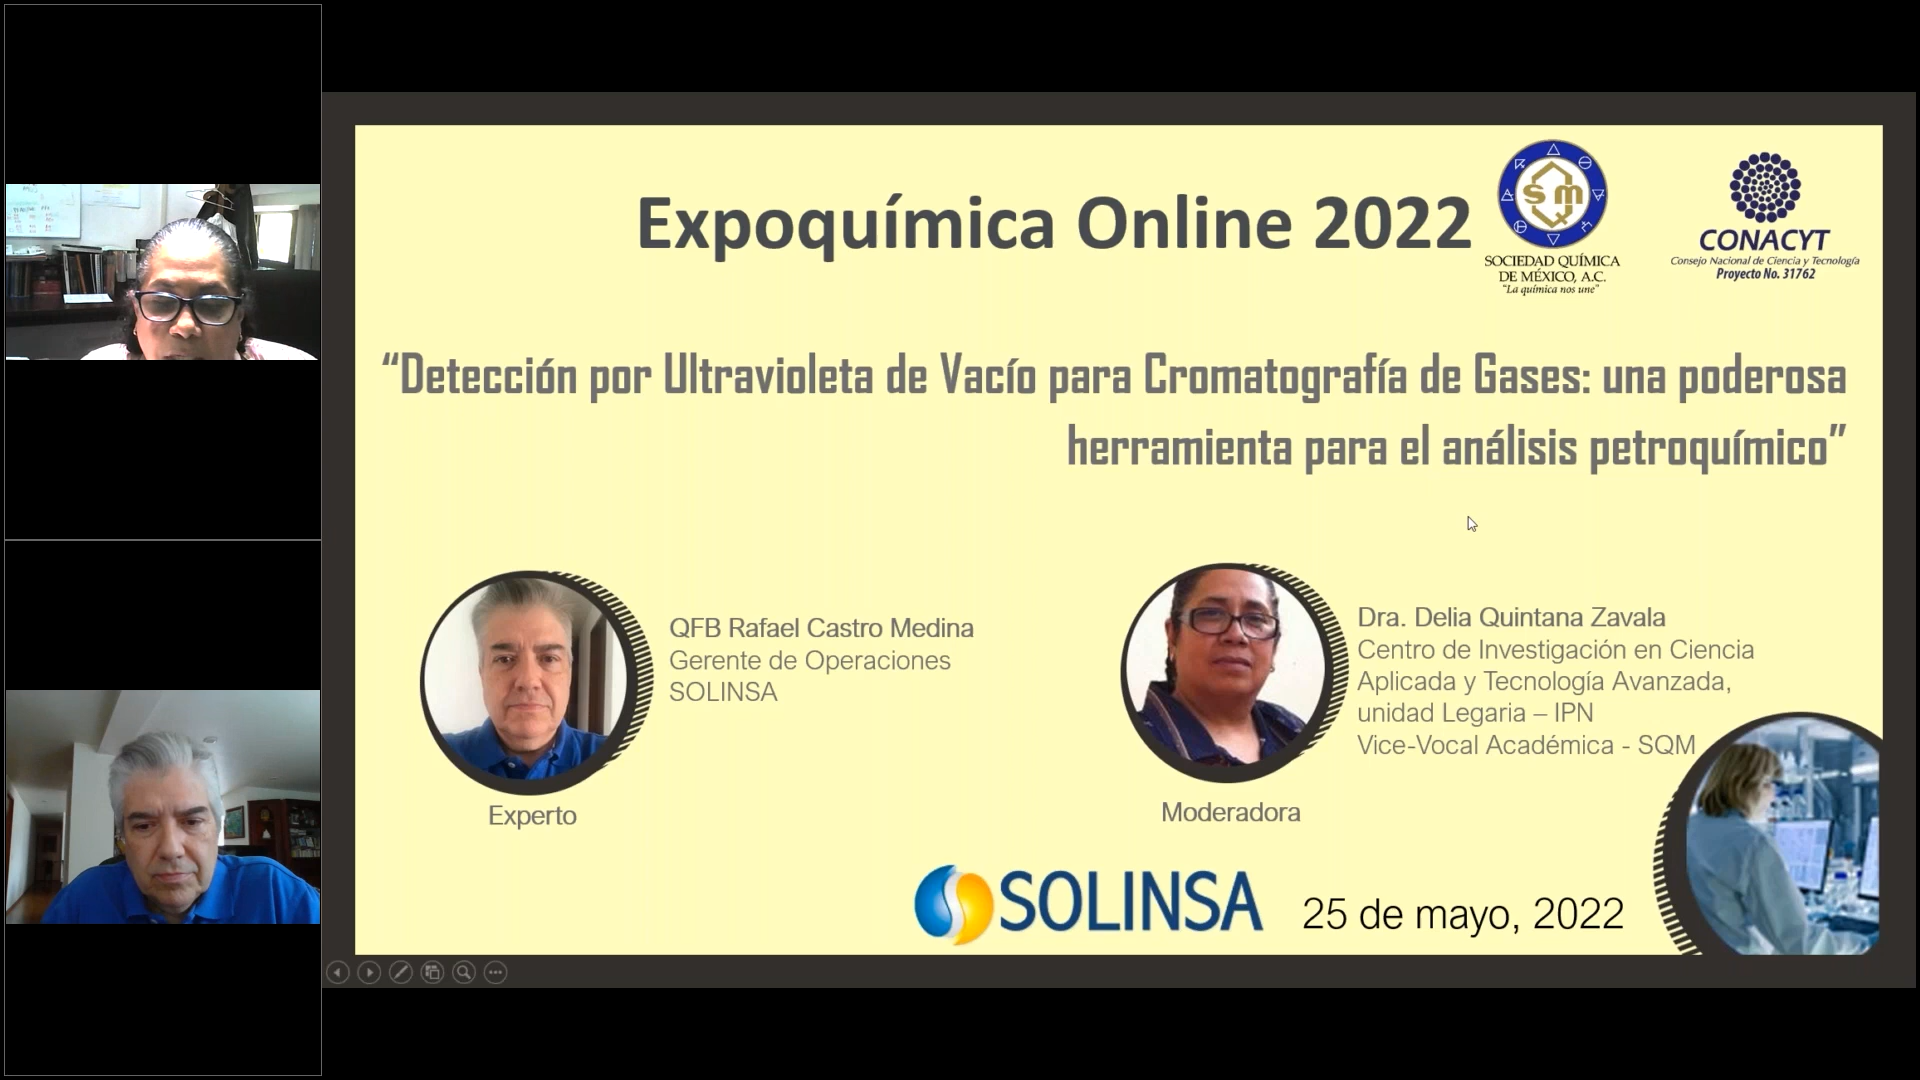 Expoquímica Online 2022
SQM
SOCIEDAD QUÍMICA
DE MÉXICO, A.C.
“La química nos une”
CONACYT
Consejo Nacional de Ciencia y Tecnología
Proyecto No. 31762
“Detección por Ultravioleta de Vacío para Cromatografía de Gases: una poderosa
herramienta para el análisis petroquímico”
QFB Rafael Castro Medina
Gerente de Operaciones
SOLINSA
Experto
Dra. Delia Quintana Zavala
Centro de Investigación en Ciencia
Aplicada y Tecnología Avanzada,
unidad Legaria – IPN
Vice-Vocal Académica - SQM
Moderadora
SOLINSA
25 de mayo, 2022